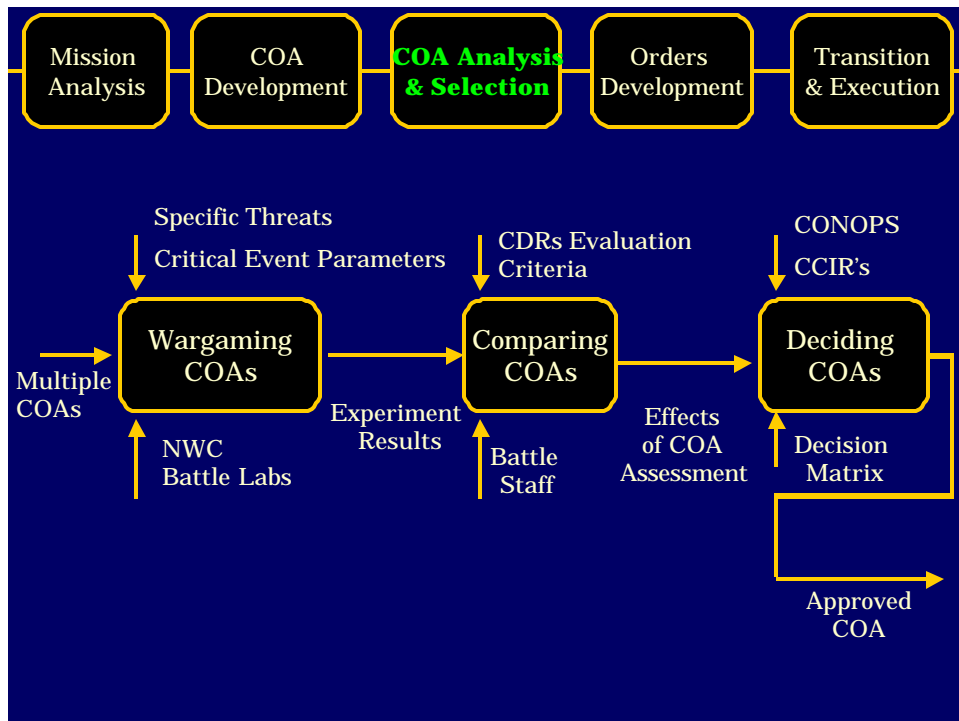 Mission
Analysis
COA
Development
COA Analysis
& Selection
Orders
Development
Transition
& Execution
Specific Threats
Critical Event Parameters
CDRs Evaluation
Criteria
CONOPS
CCIR's
Wargaming
COAs
Comparing
COAs
Deciding
COAs
Multiple
COAs
Experiment
Results
Effects
of COA
Assessment
NWC
Battle Labs
Battle
Staff
Decision
Matrix
Approved
COA